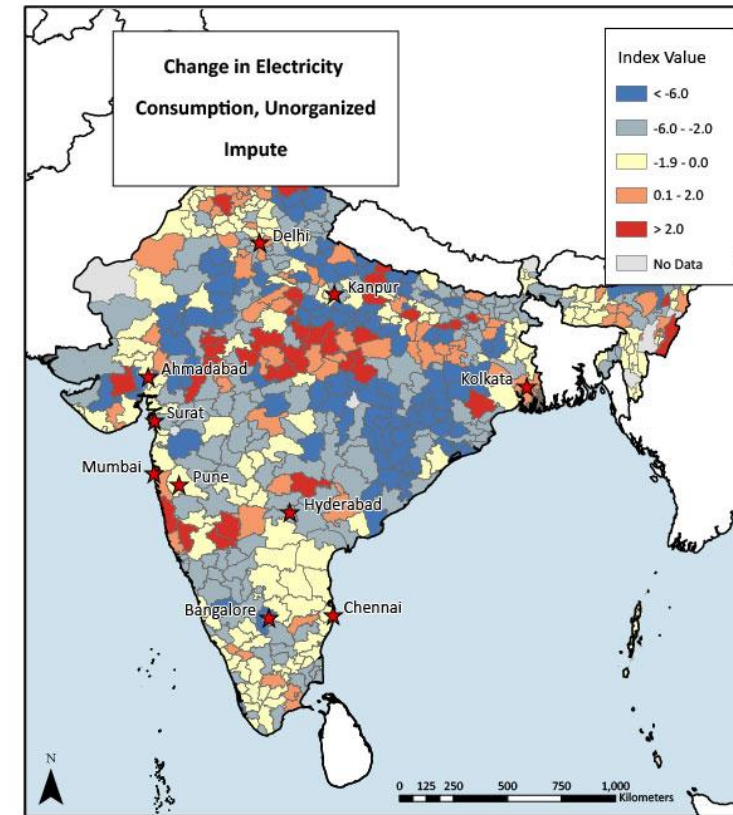 Change in Electricity
Consumption, Unorganized
Impute
Index Value
< -6.0
-6.0 - -2.0
-1.9 - 0.0
0.1 - 2.0
> 2.0
No Data
Delhi
Kanpur
Ahmadabad
Kolkata
Surat
Mumbai
Pune
Hyderabad
Bangalore
Chennai
N
0 125 250 500 750 1,000
Kilometers